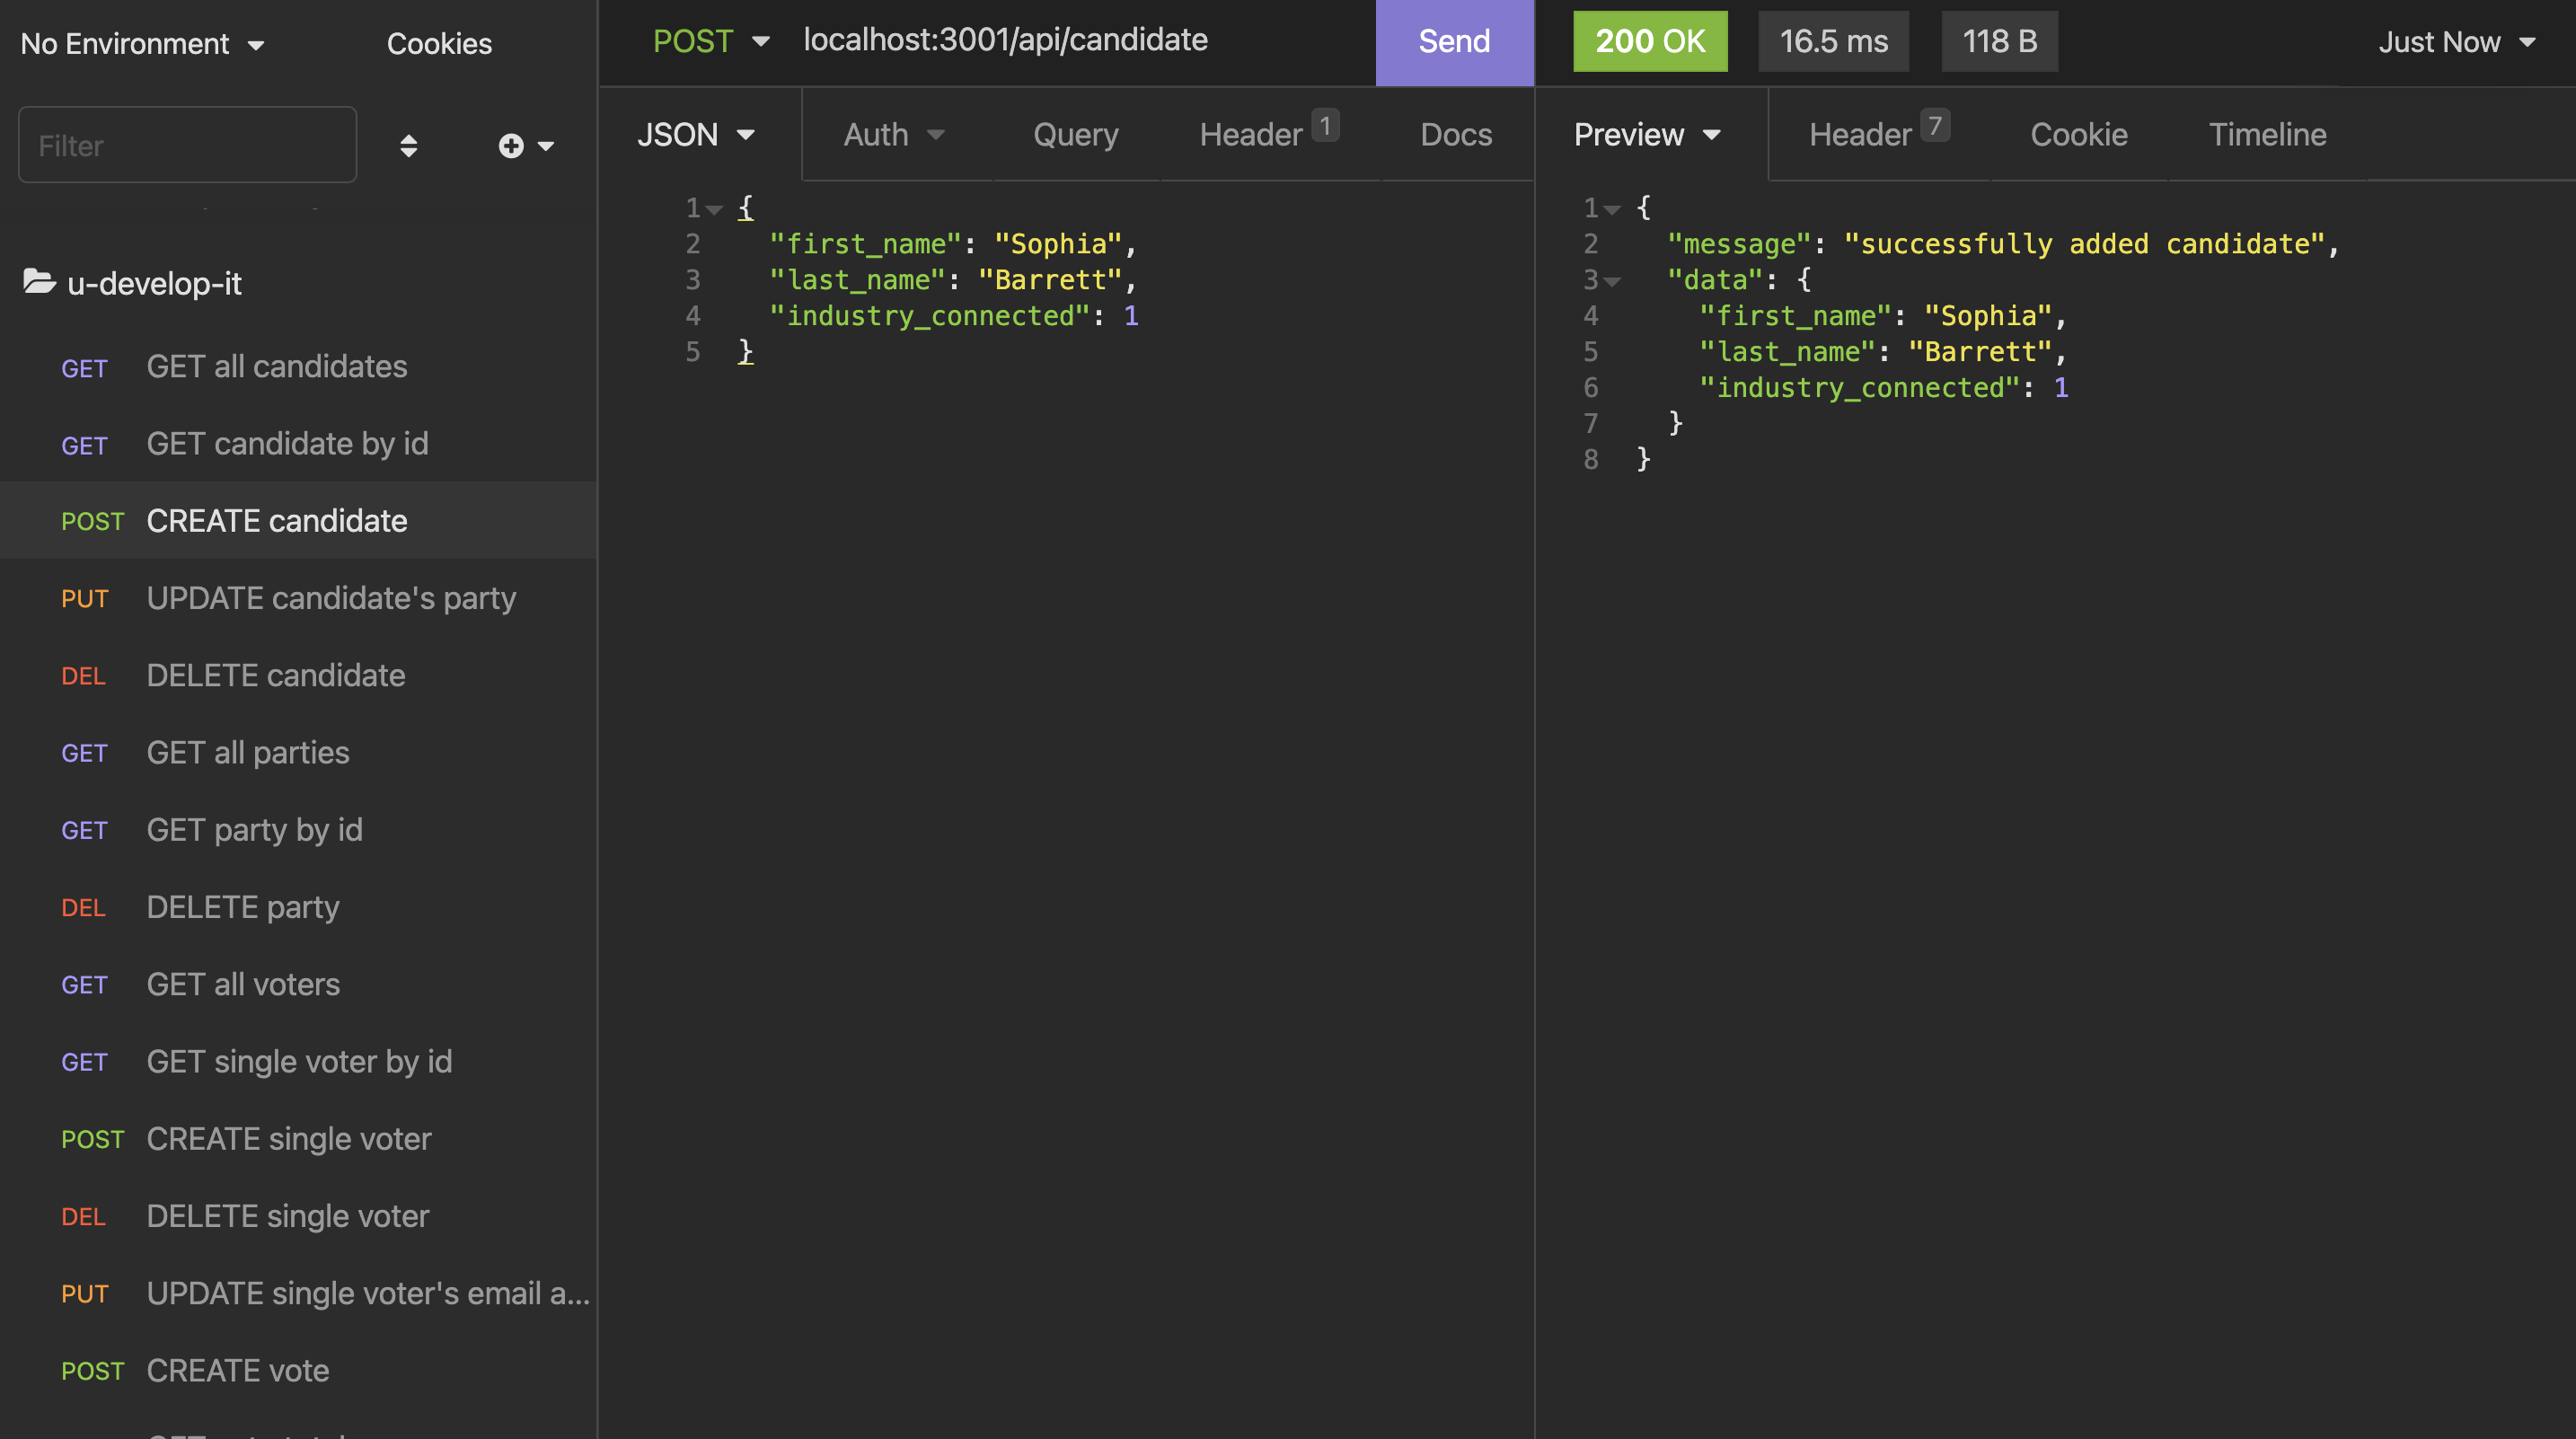 No Environment
Cookies
Filter
u-develop-it
GET GET all candidates
GET GET candidate by id
POST CREATE candidate
PUT UPDATE candidate's party
DEL DELETE candidate
GET GET all parties
GET GET party by id
DEL DELETE party
GET GET all voters
GET GET single voter by id
POST CREATE single voter
DEL DELETE single voter
PUT UPDATE single voter's email a...
POST CREATE vote
POST localhost:3001/api/candidate Send
JSON Auth Query Header 1 Docs
1 {
2 "first_name": "Sophia",
3 "last_name": "Barrett",
4 "industry_connected": 1
5 }
200 OK 16.5 ms 118 B Just Now
Preview Header 7 Cookie Timeline
1 {
2 "message": "successfully added candidate",
3 "data": {
4 "first_name": "Sophia",
5 "last_name": "Barrett",
6 "industry_connected": 1
7 }
8 }